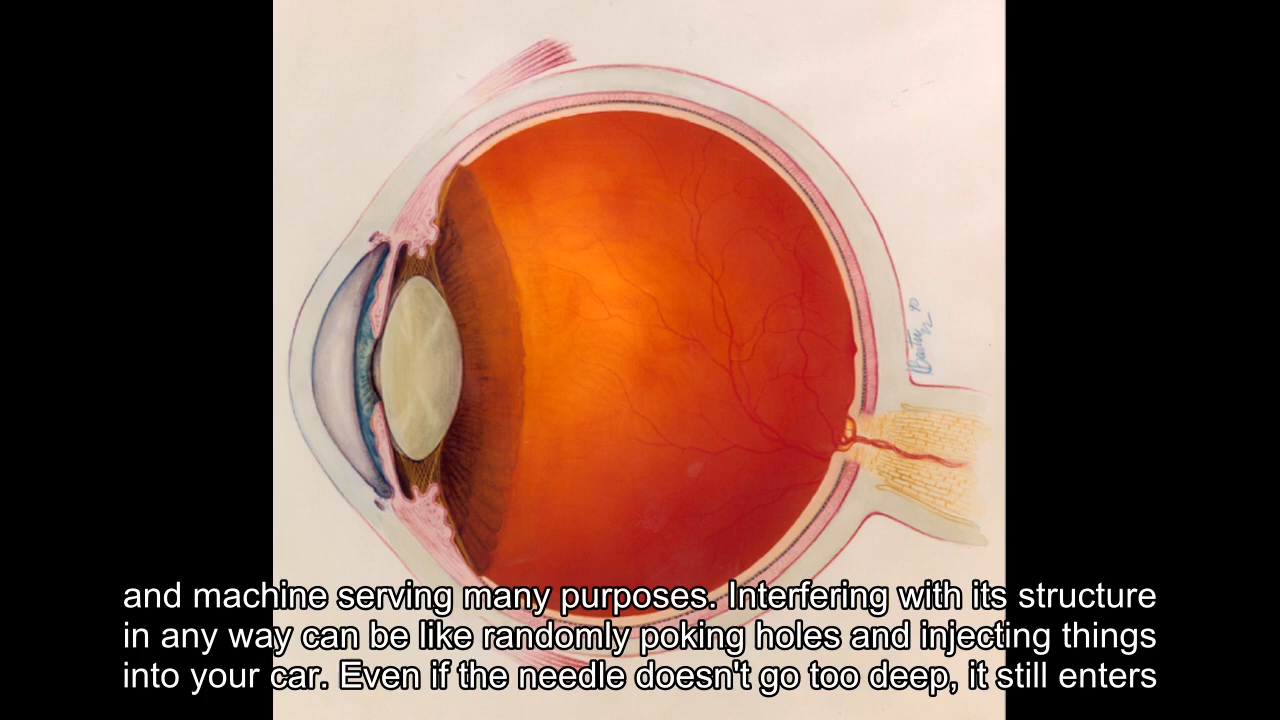 and machine serving many purposes. Interfering with its structure
in any way can be like randomly poking holes and injecting things
into your car. Even if the needle doesn't go too deep, it still enters